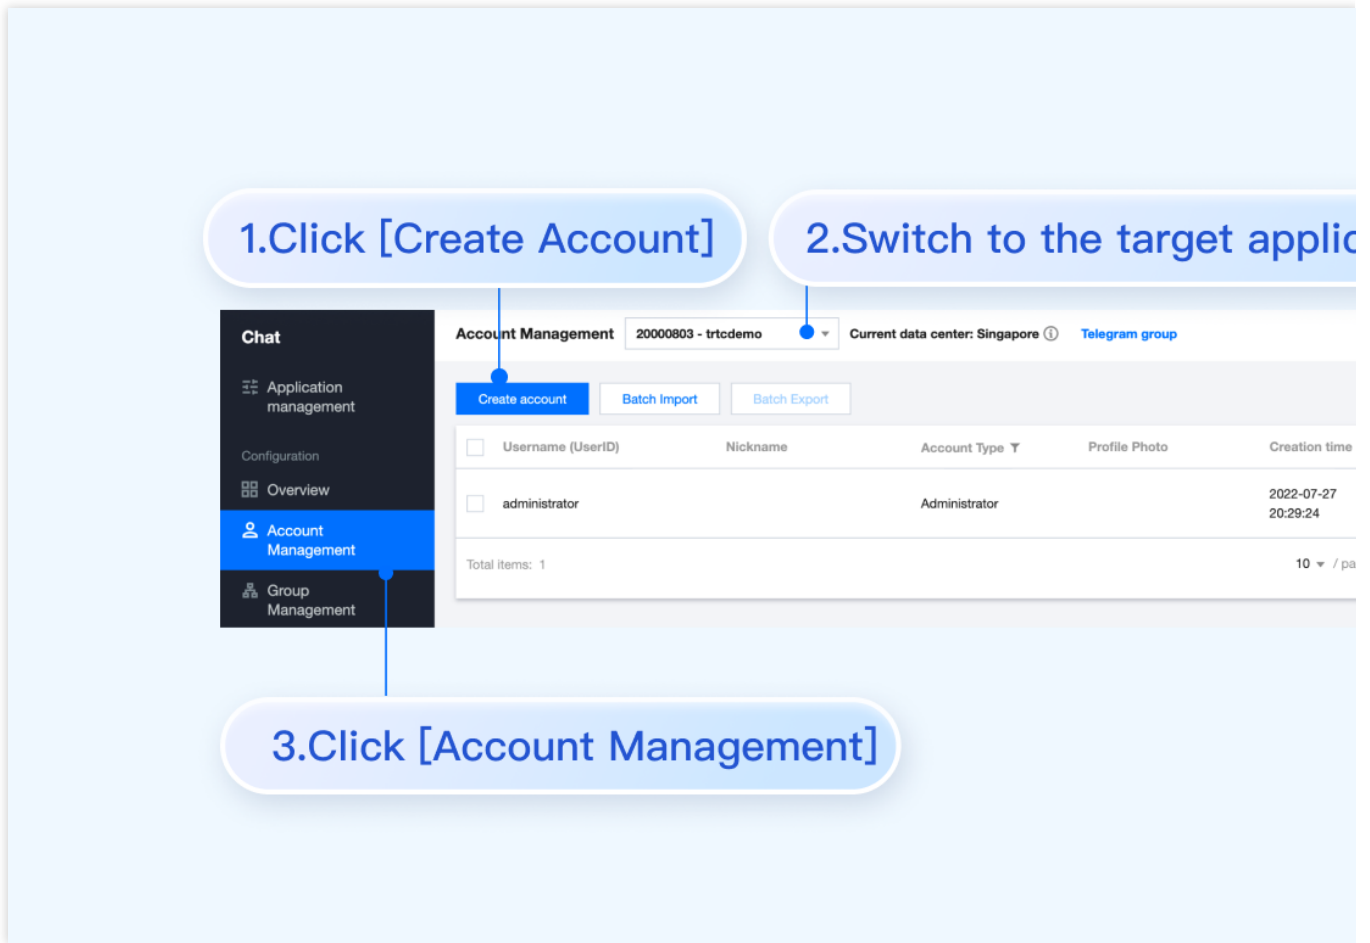 1.Click [Create Account]
2.Switch to the target
Chat
Account Management
20000803 - trtcdemo
Current data center: Singapore
Telegram group
Application
management
Create account
Batch Import
Batch Export
Username (UserID)
Nickname
Account Type
Profile Photo
Creation time
Configuration
Overview
administrator
Administrator
2022-07-27
20:29:24
Account
Management
Total items: 1
10
/
Group
Management
3.Click [Account Management]